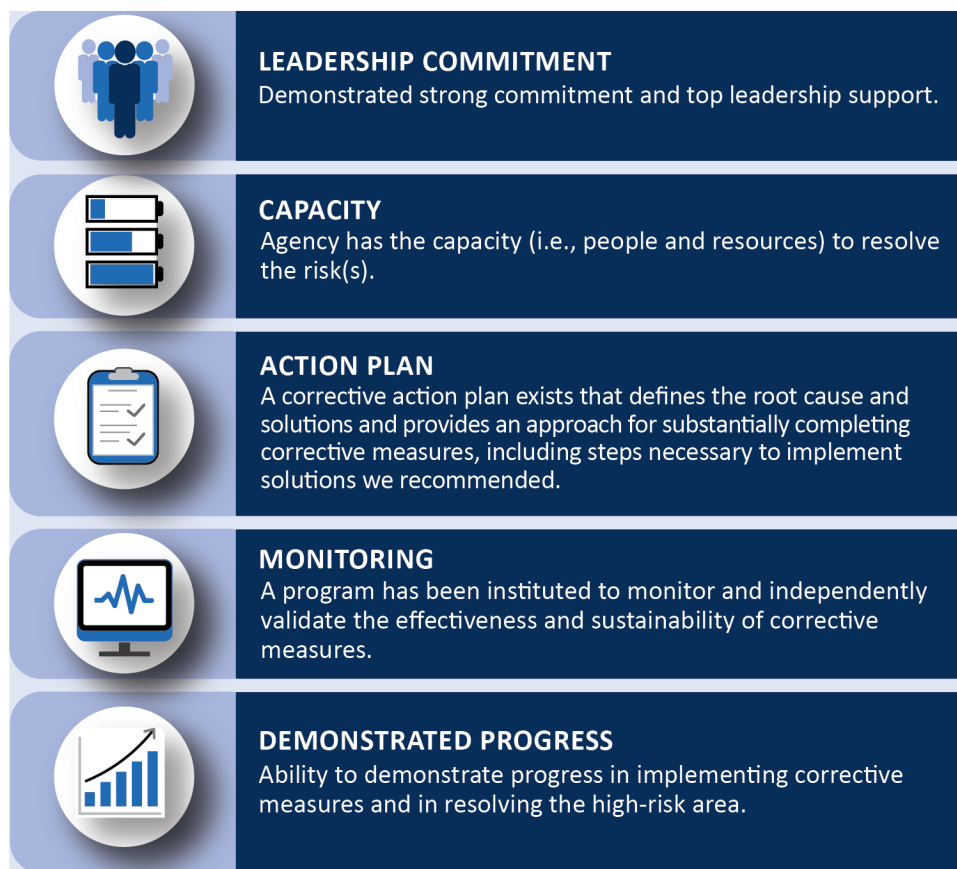 LEADERSHIP COMMITMENT
Demonstrated strong commitment and top leadership support.
CAPACITY
Agency has the capacity (i.e., people and resources) to resolve
the risk(s).
ACTION PLAN
A corrective action plan exists that defines the root cause and
solutions and provides an approach for substantially completing
corrective measures, including steps necessary to implement
solutions we recommended.
MONITORING
A program has been instituted to monitor and independently
validate the effectiveness and sustainability of corrective
measures.
DEMONSTRATED PROGRESS
Ability to demonstrate progress in implementing corrective
measures and in resolving the high-risk area.